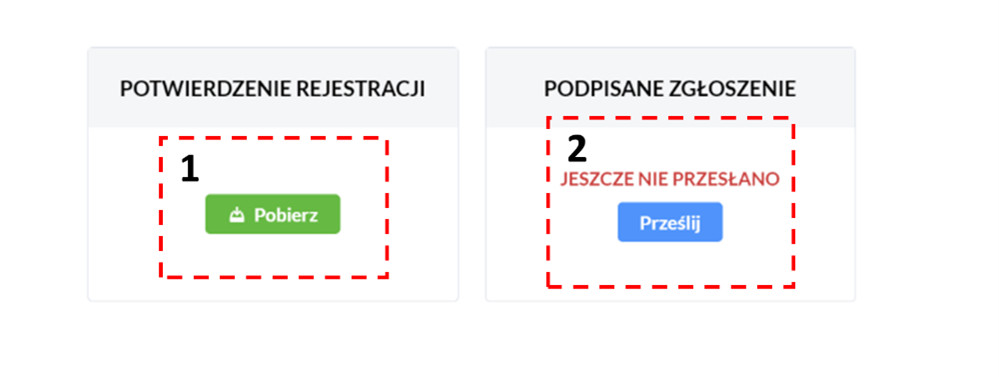 POTWIERDZENIE REJESTRACJI
1
Pobierz
PODPISANE ZGŁOSZENIE
2
JESZCZE NIE PRZESŁANO
Prześlij